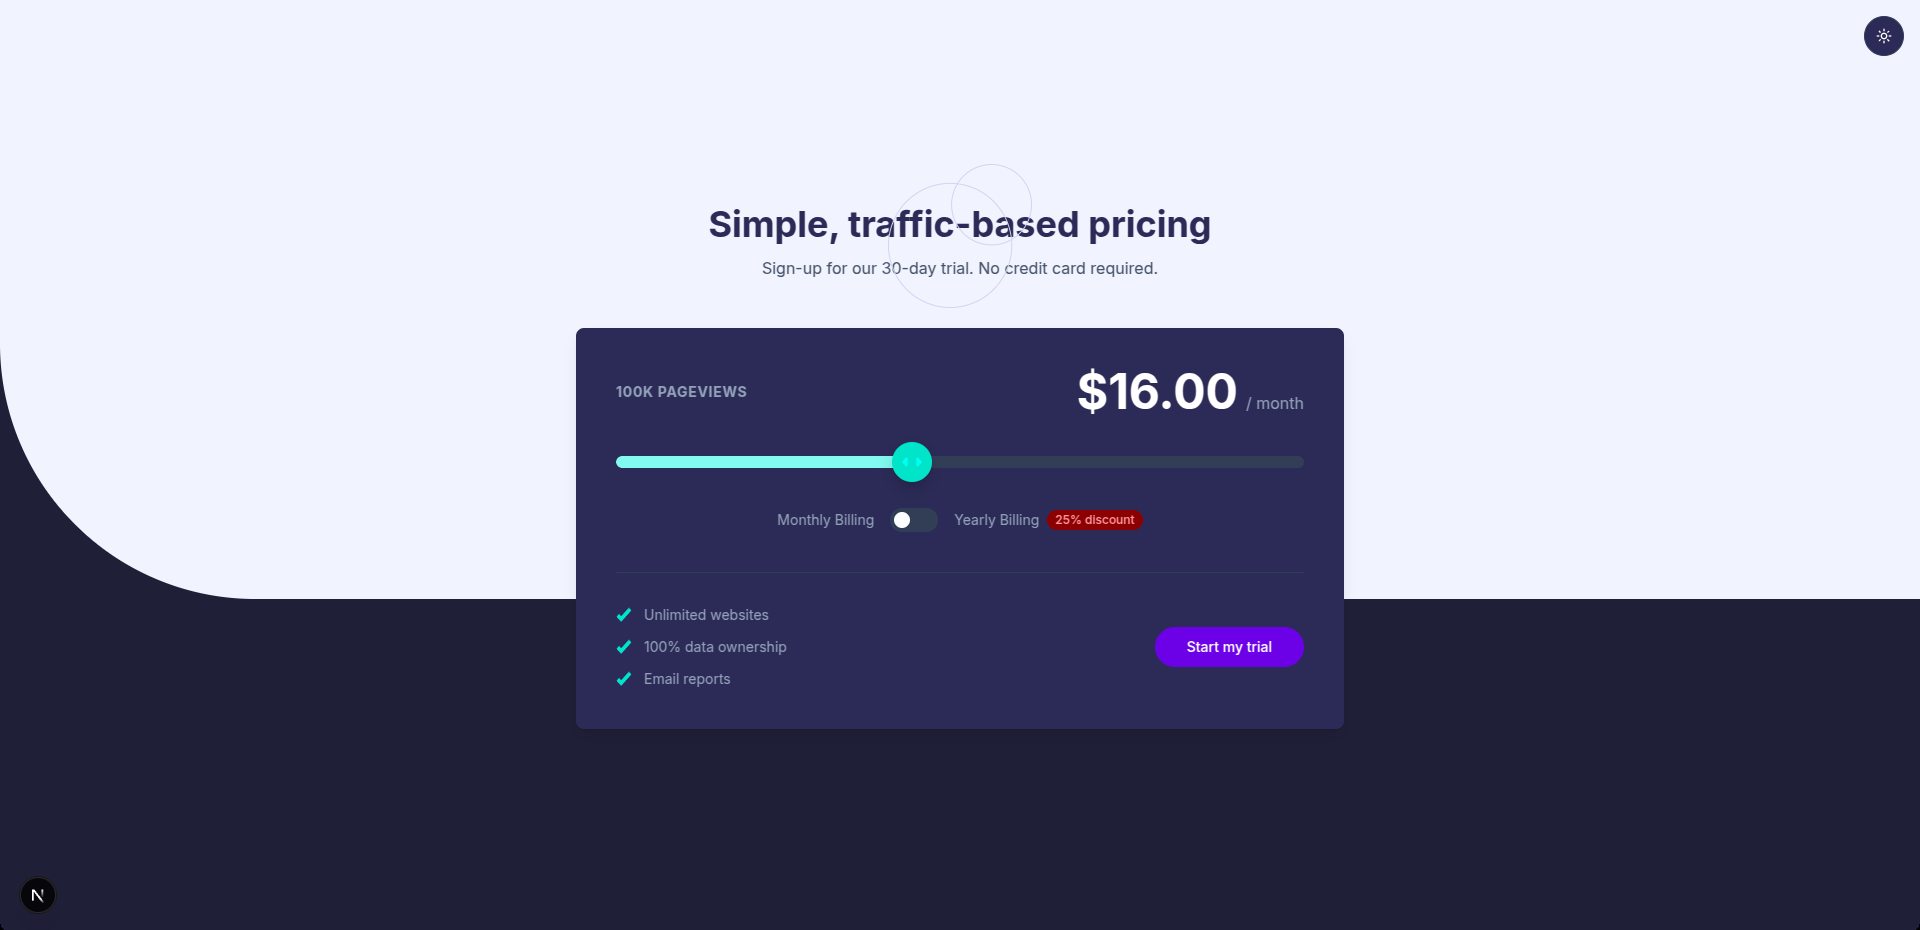 Simple, traffic-based pricing
Sign-up for our 30-day trial. No credit card required.
100K PAGEVIEWS
$16.00 / month
Monthly Billing Yearly Billing 25% discount
Unlimited websites
100% data ownership
Start my trial
Email reports
N